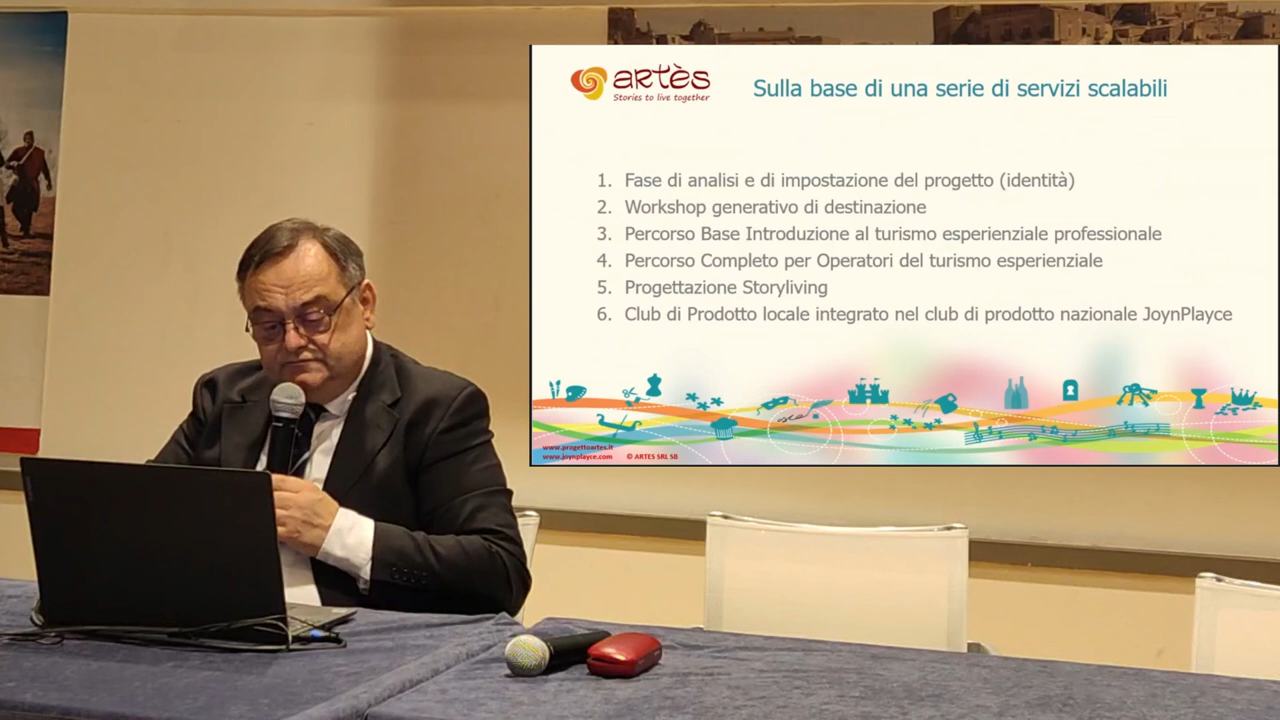 artès
Stories to live together
Sulla base di una serie di servizi scalabili
1. Fase di analisi e di impostazione del progetto (identità)
2. Workshop generativo di destinazione
3. Percorso Base Introduzione al turismo esperienziale professionale
4. Percorso Completo per Operatori del turismo esperienziale
5. Progettazione Storyliving
6. Club di Prodotto locale integrato nel club di prodotto nazionale JoynPlayce
www.progettoartes.it
www.joynplayce.com © ARTES SRL SB